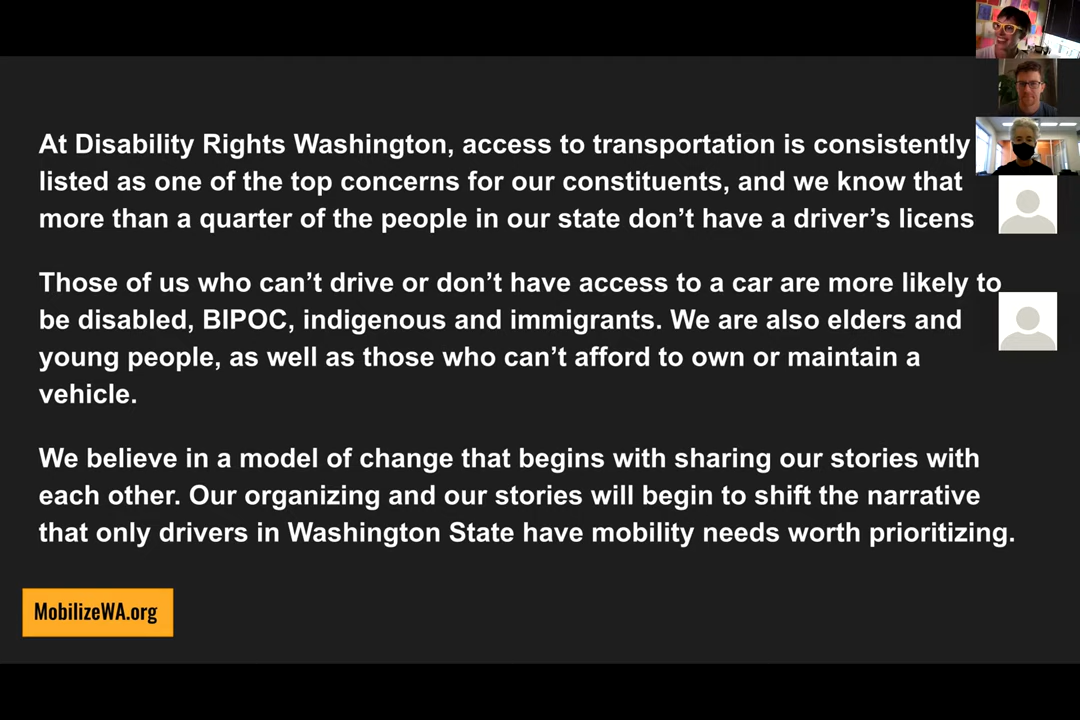 At Disability Rights Washington, access to transportation is consistently
listed as one of the top concerns for our constituents, and we know that
more than a quarter of the people in our state don’t have a driver’s licens
Those of us who can’t drive or don’t have access to a car are more likely to
be disabled, BIPOC, indigenous and immigrants. We are also elders and
young people, as well as those who can’t afford to own or maintain a
vehicle.
We believe in a model of change that begins with sharing our stories with
each other. Our organizing and our stories will begin to shift the narrative
that only drivers in Washington State have mobility needs worth prioritizing.
MobilizeWA.org